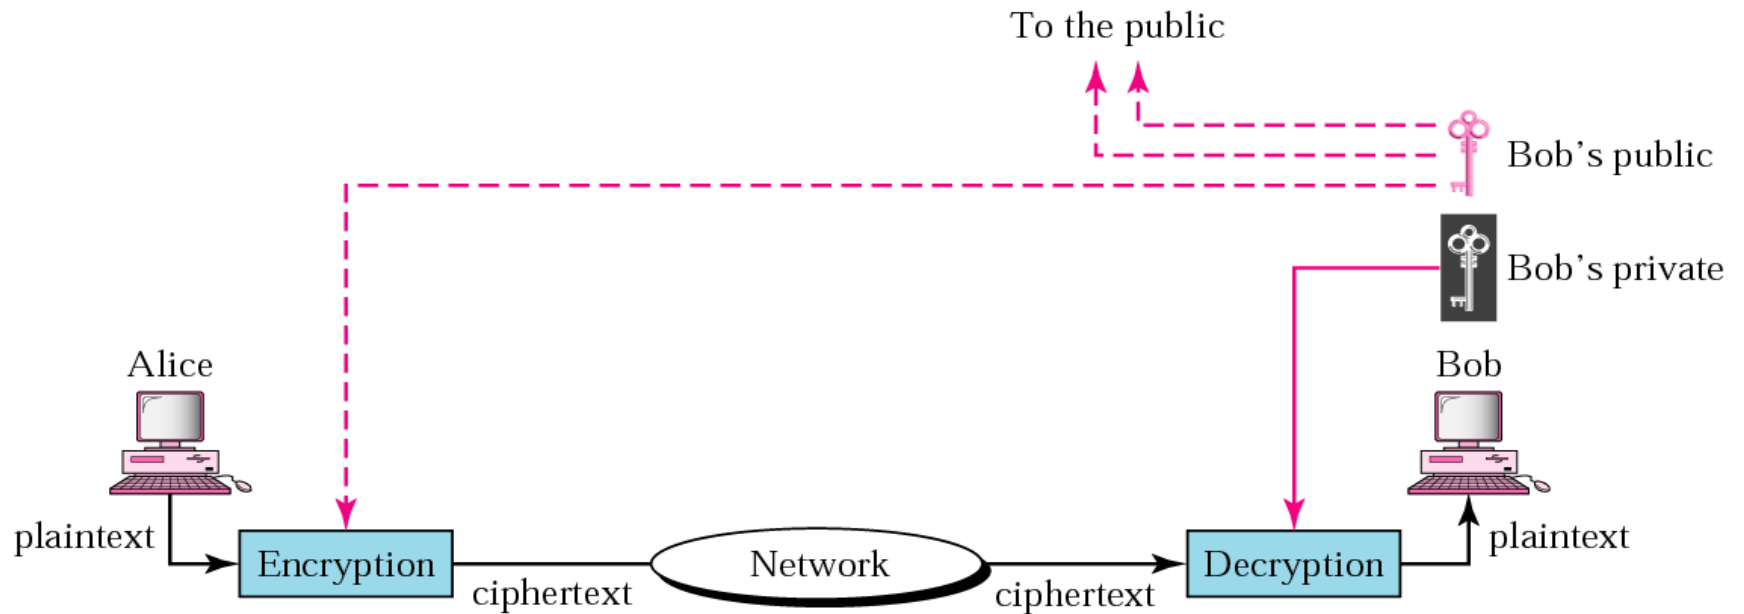 To the public
Bob’s public
Bob’s private
Alice
Bob
plaintext
Encryption
ciphertext
Network
ciphertext
Decryption
plaintext